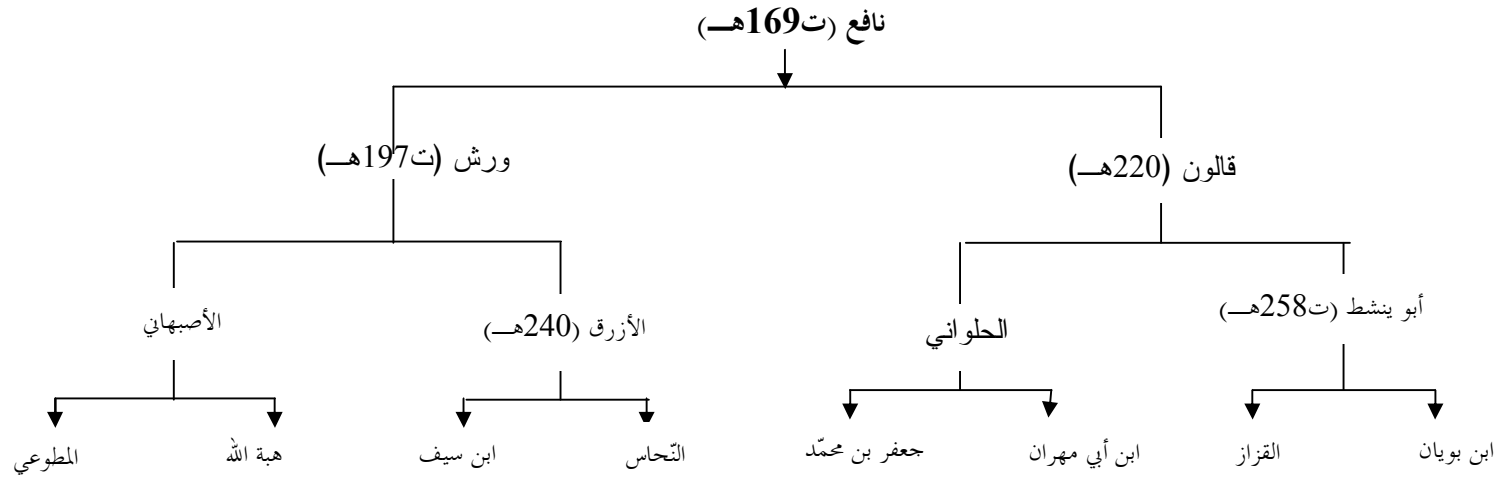 نافع (ت169هـ)
قالون (220هـ)
ورش (ت197هـ)
أبو ينشط (ت258هـ)
الحلواني
الأزرق (240هـ)
الأصبهاني
ابن بويان
القزاز
ابن أبي مهران
جعفر بن محمّد
النّحاس
ابن سيف
هبة الله
المطوعي